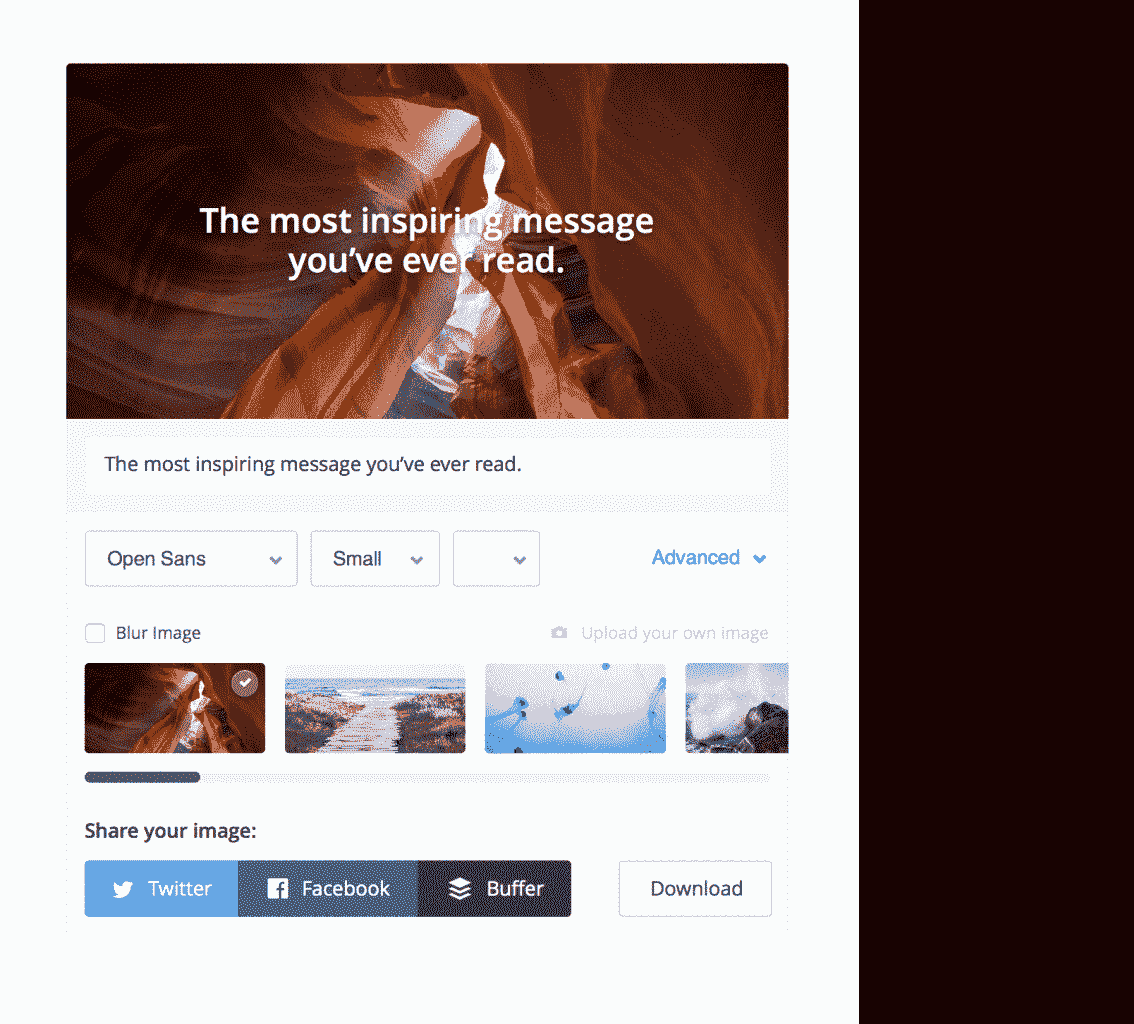 The most inspiring message
you’ve ever read.
The most inspiring message you’ve ever read.
Open Sans
Small
Advanced
Blur Image
Upload your own image
Share your image:
Twitter
Facebook
Buffer
Download